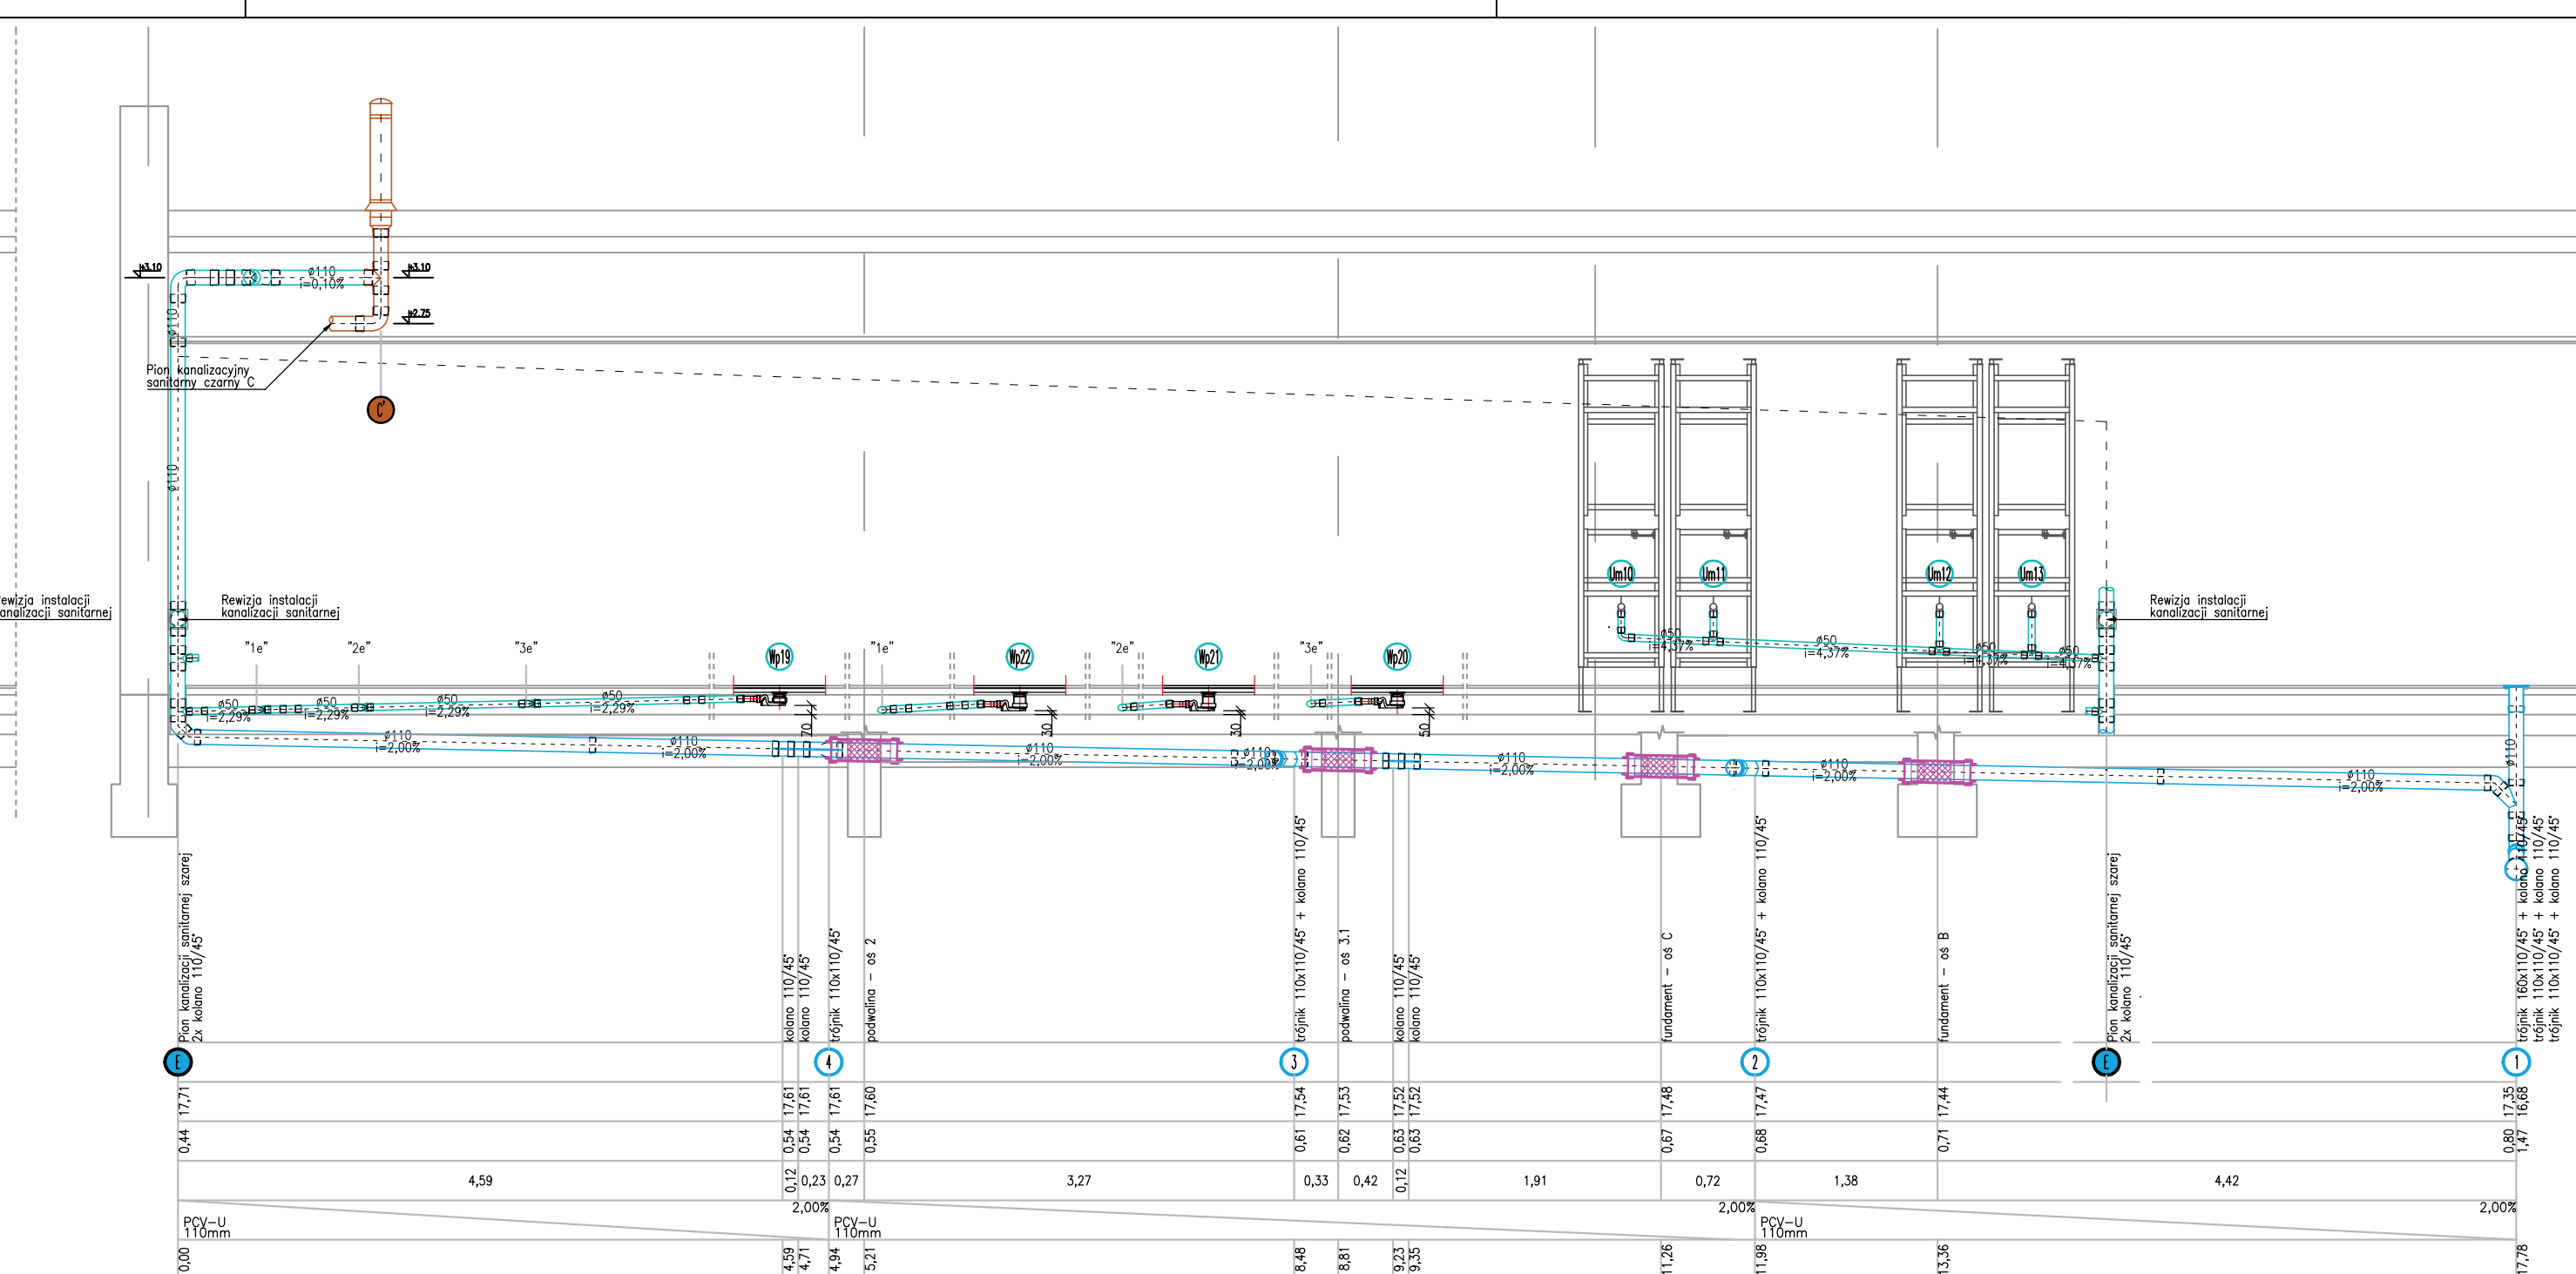 +3.10
ø110
i=0,10%
+3.10
ø110
+2.75
Pion kanalizacyjny
sanitarny czarny C
C'
ø110
Um10
Um11
Um12
Um13
ewizja instalacji
analizacji sanitarnej
Rewizja instalacji
kanalizacji sanitarnej
Rewizja instalacji
kanalizacji sanitarnej
"1e"
"2e"
"3e"
Wp19
"1e"
Wp22
"2e"
Wp21
"3e"
Wp20
ø50
i=4,37%
ø50
i=4,37%
ø50
i=4,37%
ø50
i=4,37%
ø50
i=2,29%
ø50
i=2,29%
ø50
i=2,29%
ø50
i=2,29%
70
30
30
50
ø110
i=2,00%
ø110
i=2,00%
ø110
i=2,00%
ø110
i=2,00%
ø110
i=2,00%
ø110
i=2,00%
ø110
i=2,00%
ø110
Pion kanalizacji sanitarnej szarej
2x kolano 110/45°
kolano 110/45°
kolano 110/45°
trójnik 110x110/45°
podwalina - oś 2
trójnik 110x110/45° + kolano 110/45°
podwalina - oś 3.1
kolano 110/45°
kolano 110/45°
fundament - oś C
trójnik 110x110/45° + kolano 110/45°
fundament - oś B
Pion kanalizacji sanitarnej szarej
2x kolano 110/45°
trójnik 160x110/45° + kolano 110/45°
trójnik 110x110/45° + kolano 110/45°
trójnik 110x110/45° + kolano 110/45°
E
4
3
2
E
1
17,71
17,61
17,61
17,61
17,60
17,54
17,53
17,52
17,52
17,48
17,47
17,44
17,35
16,68
0,44
0,54
0,54
0,54
0,55
0,61
0,62
0,63
0,63
0,67
0,68
0,71
0,80
1,47
4,59
0,12
0,23
0,27
3,27
0,33
0,42
0,12
1,91
0,72
1,38
4,42
2,00%
2,00%
2,00%
PCV-U
110mm
PCV-U
110mm
PCV-U
110mm
0,00
4,59
4,71
4,94
5,21
8,48
8,81
9,23
9,35
11,26
11,98
13,36
17,78